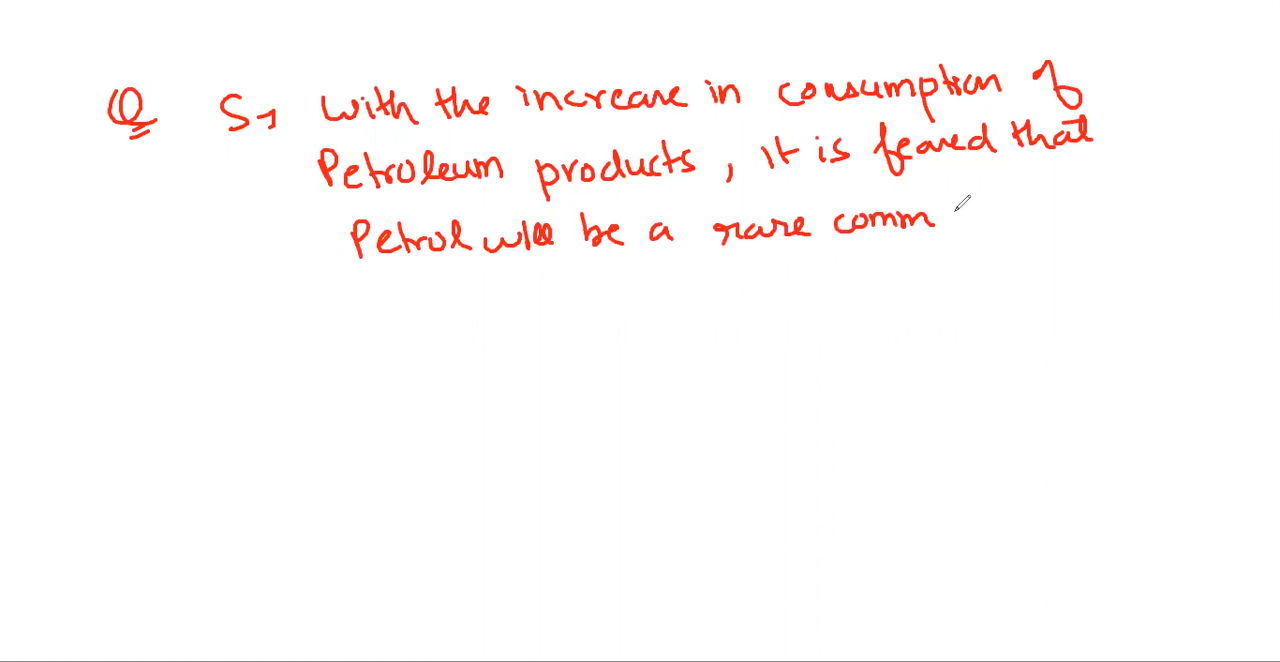 Q S1 with the increase in consumption of
Petroleum products, it is feared that
Petrol will be a rare comm